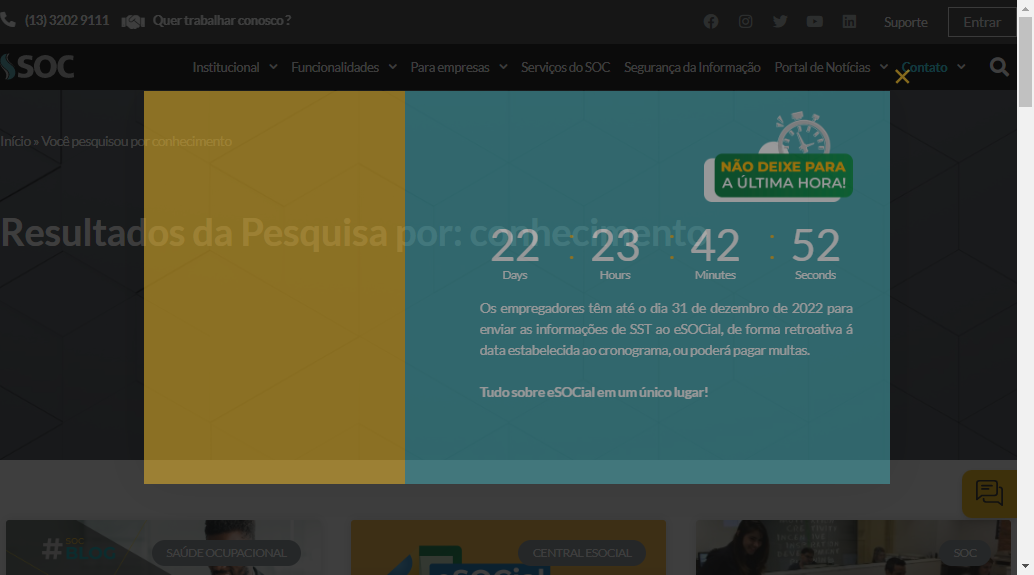 (13) 3202 9111 Quer trabalhar conosco ?
Suporte Entrar
SOC
Institucional Funcionalidades Para empresas Serviços do SOC Segurança da Informação Portal de Notícias Contato
Início » Você pesquisou por conhecimento
NÃO DEIXE PARA
A ÚLTIMA HORA!
Resultados da Pesquisa por: conhecimento
22 : 23 : 42 : 52
Days Hours Minutes Seconds
Os empregadores têm até o dia 31 de dezembro de 2022 para
enviar as informações de SST ao eSOCial, de forma retroativa á
data estabelecida ao cronograma, ou poderá pagar multas.
Tudo sobre eSOCial em um único lugar!
#SOC
BLOG
SAÚDE OCUPACIONAL
CENTRAL ESOCIAL
SOC
eSOCial